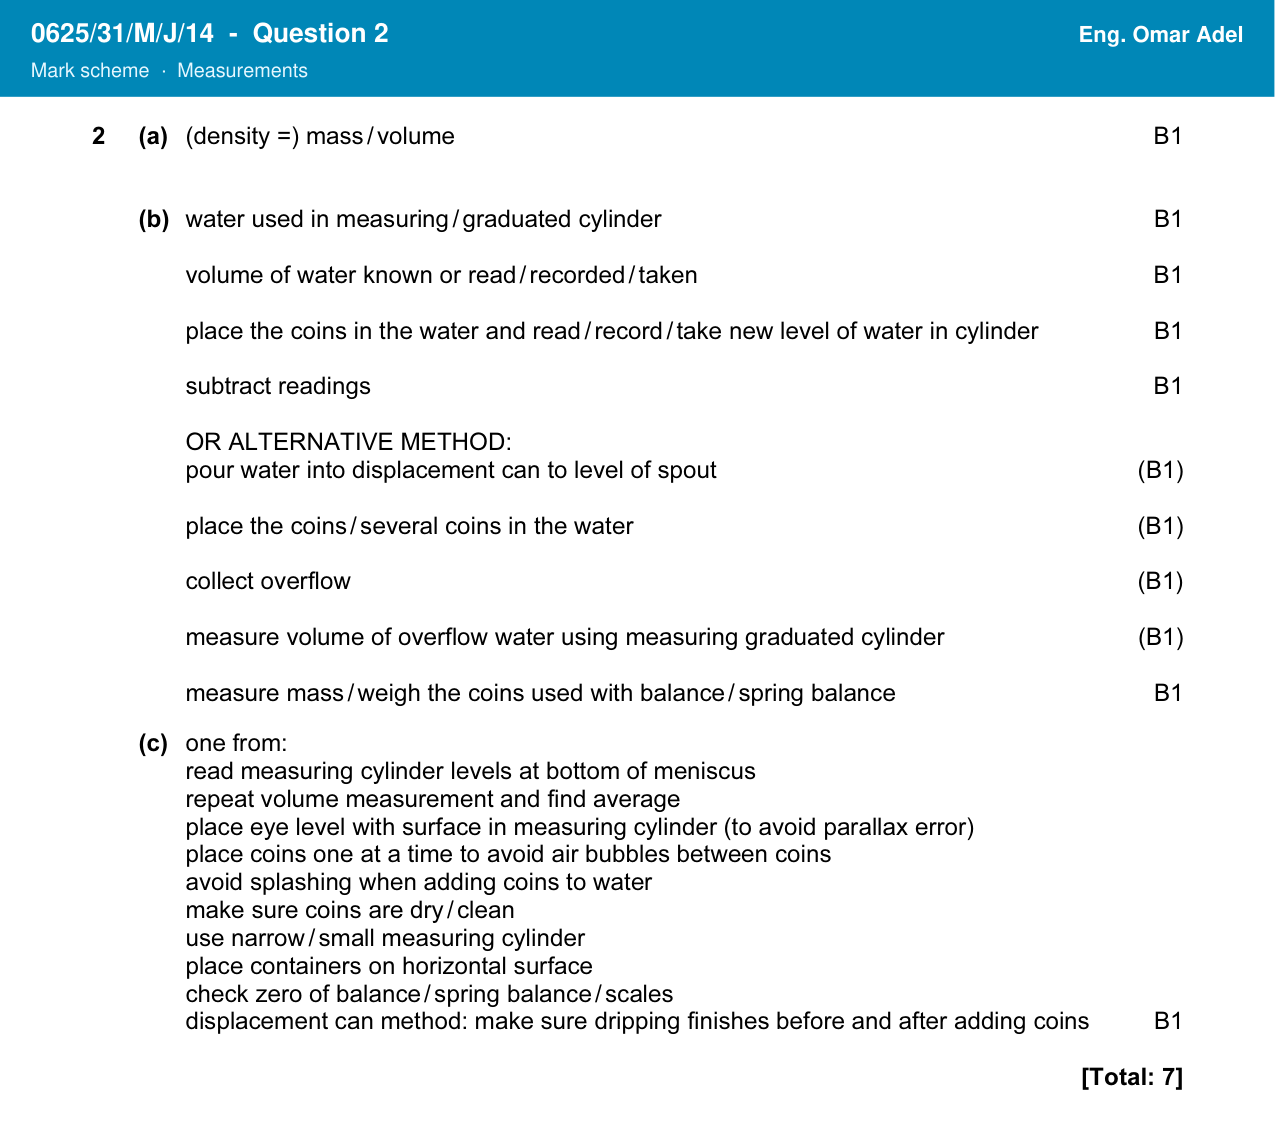 0625/31/M/J/14 - Question 2
Eng. Omar Adel
Mark scheme · Measurements
2 (a) (density =) mass/volume B1
(b) water used in measuring/graduated cylinder B1
volume of water known or read/recorded/taken B1
place the coins in the water and read/record/take new level of water in cylinder B1
subtract readings B1
OR ALTERNATIVE METHOD:
pour water into displacement can to level of spout (B1)
place the coins/several coins in the water (B1)
collect overflow (B1)
measure volume of overflow water using measuring graduated cylinder (B1)
measure mass/weigh the coins used with balance/spring balance B1
(c) one from:
read measuring cylinder levels at bottom of meniscus
repeat volume measurement and find average
place eye level with surface in measuring cylinder (to avoid parallax error)
place coins one at a time to avoid air bubbles between coins
avoid splashing when adding coins to water
make sure coins are dry/clean
use narrow/small measuring cylinder
place containers on horizontal surface
check zero of balance/spring balance/scales
displacement can method: make sure dripping finishes before and after adding coins B1
[Total: 7]